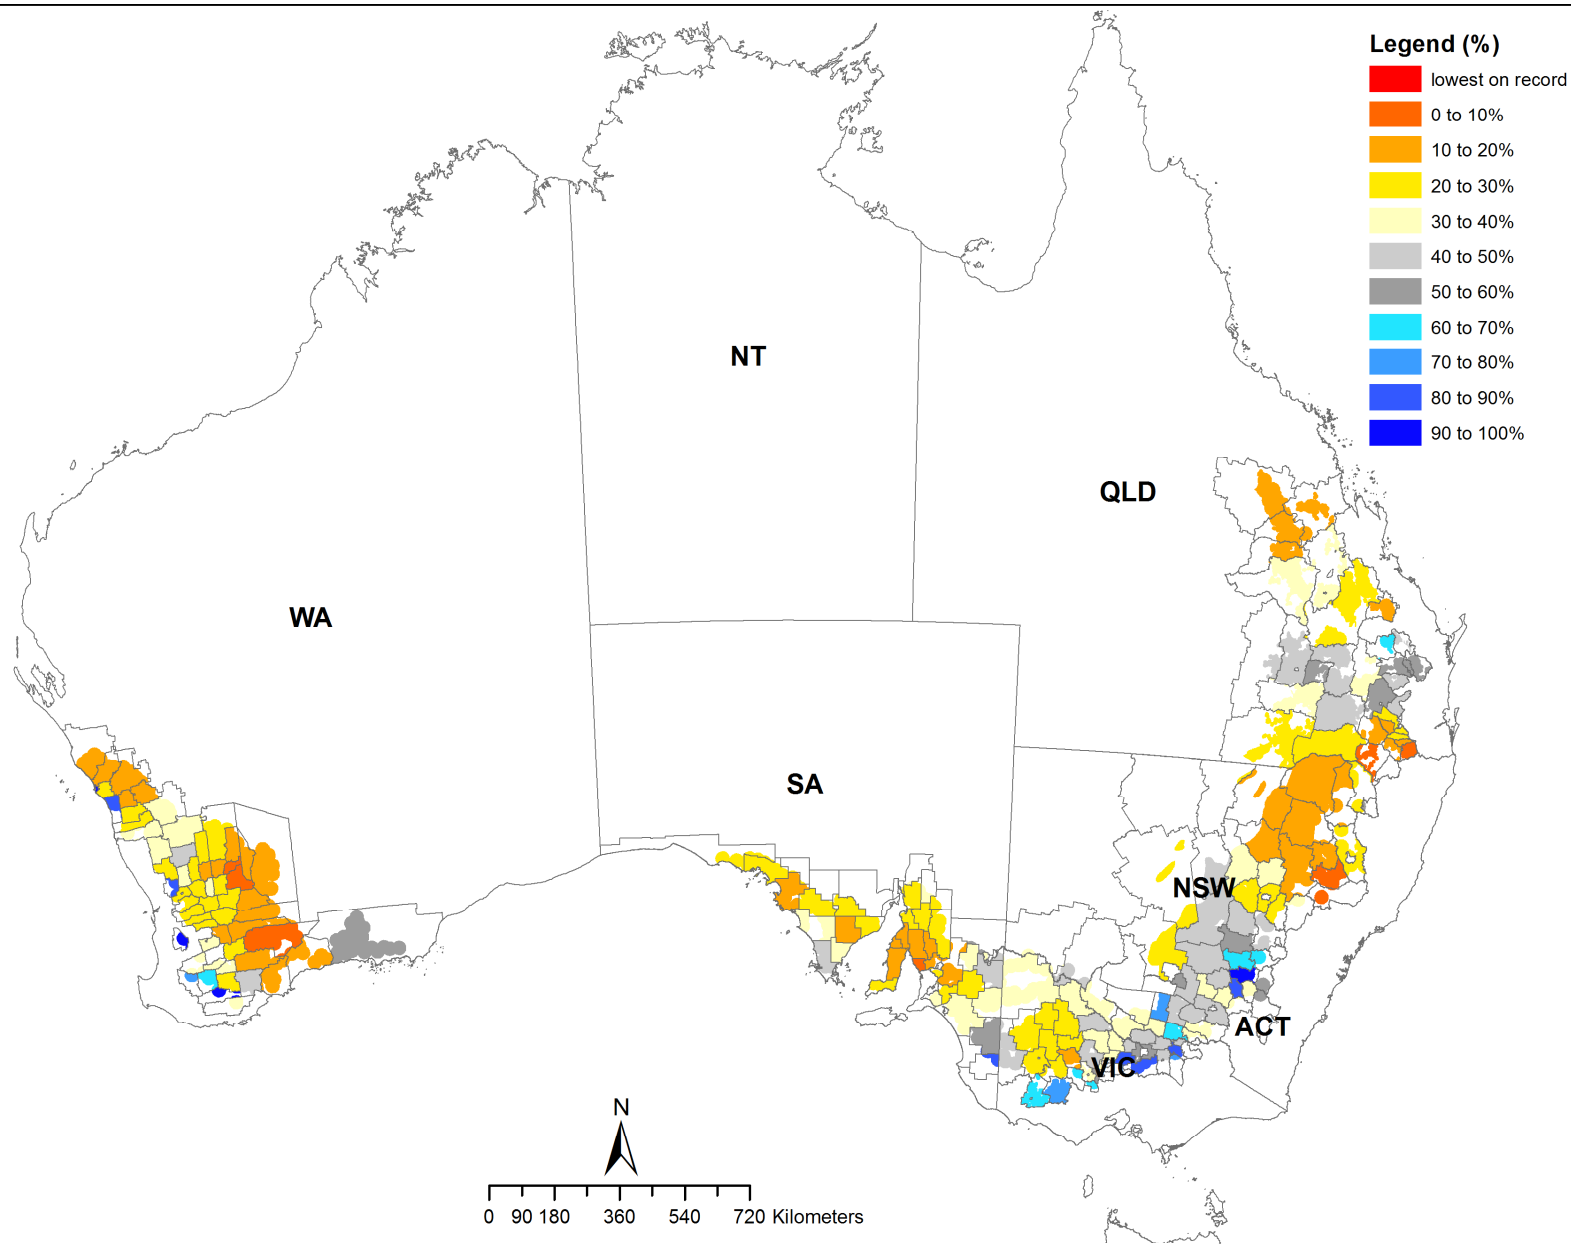 Legend (%)
lowest on record
0 to 10%
10 to 20%
20 to 30%
30 to 40%
40 to 50%
50 to 60%
60 to 70%
70 to 80%
80 to 90%
90 to 100%
NT
QLD
WA
SA
NSW
ACT
VIC
N
0 90 180 360 540 720 Kilometers